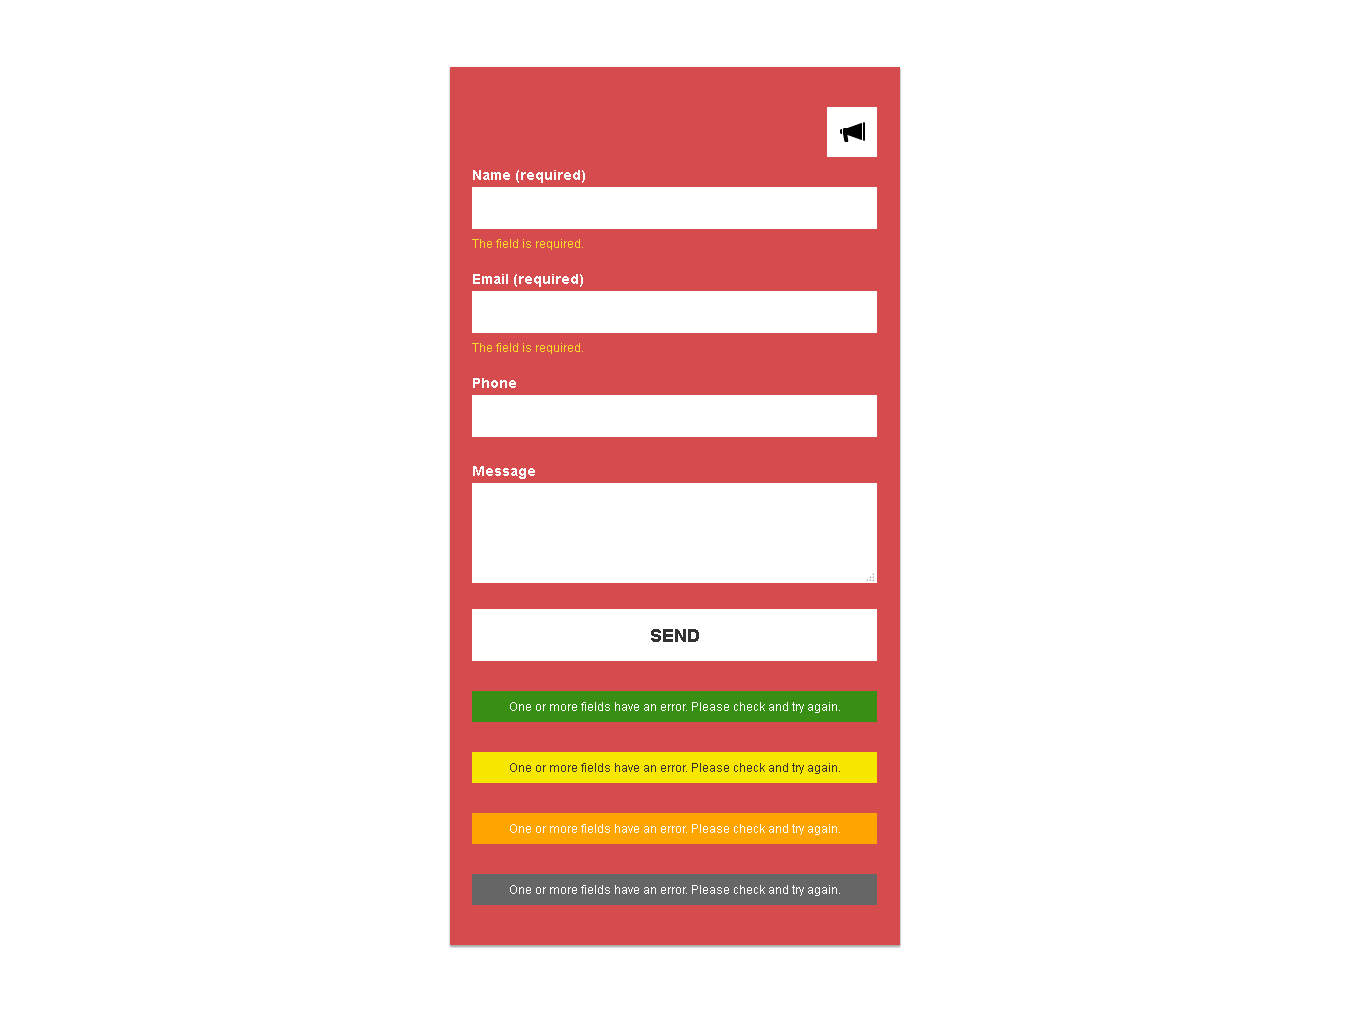 Name (required)
The field is required.
Email (required)
The field is required.
Phone
Message
SEND
One or more fields have an error. Please check and try again.
One or more fields have an error. Please check and try again.
One or more fields have an error. Please check and try again.
One or more fields have an error. Please check and try again.